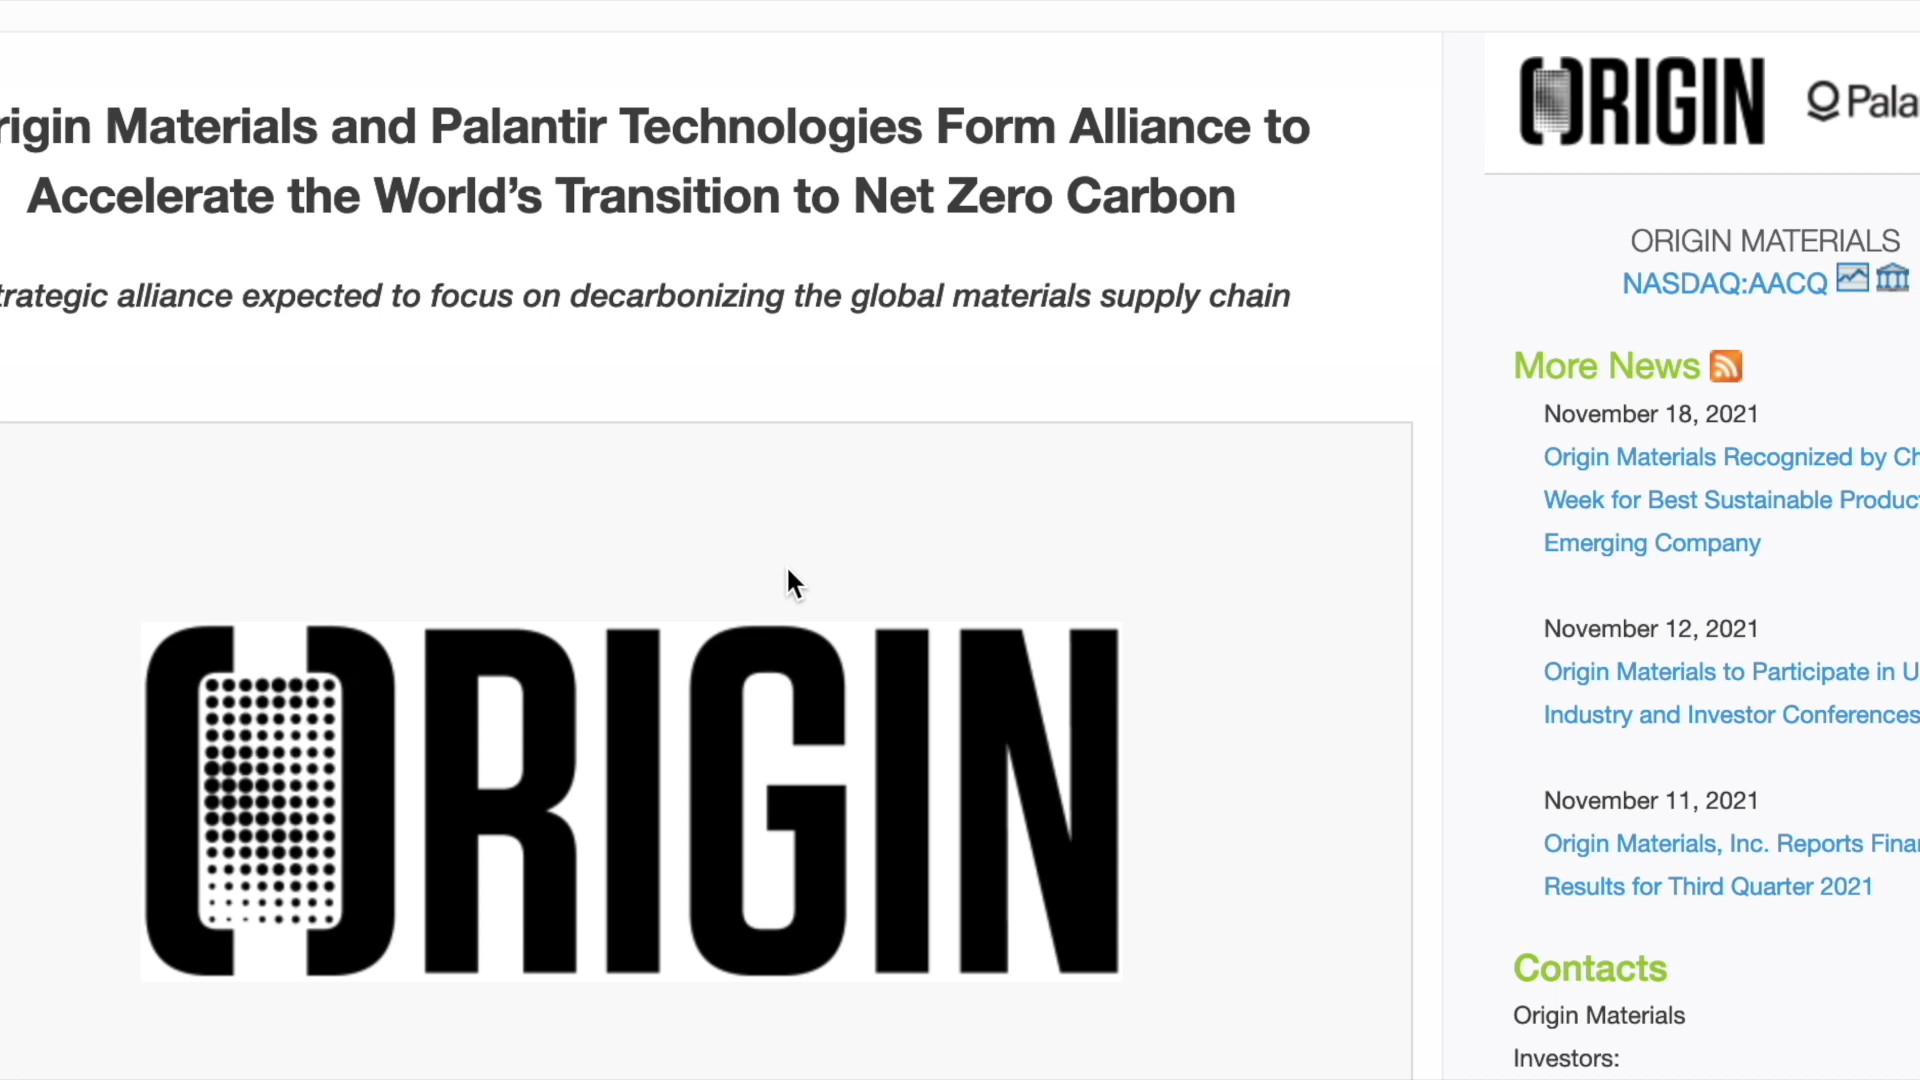 rigin Materials and Palantir Technologies Form Alliance to
Accelerate the World’s Transition to Net Zero Carbon
trategic alliance expected to focus on decarbonizing the global materials supply chain
ORIGIN
ORIGIN
Pala
ORIGIN MATERIALS
NASDAQ:AACQ
More News
November 18, 2021
Origin Materials Recognized by Ch
Week for Best Sustainable Produc
Emerging Company
November 12, 2021
Origin Materials to Participate in U
Industry and Investor Conferences
November 11, 2021
Origin Materials, Inc. Reports Finan
Results for Third Quarter 2021
Contacts
Origin Materials
Investors: